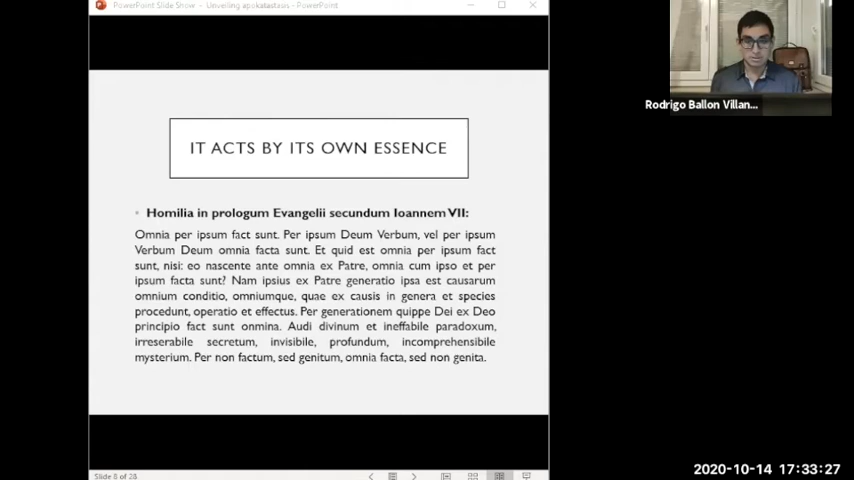 PowerPoint Slide Show - Unveiling apokatastasis - PowerPoint
Rodrigo Ballon Villan...
IT ACTS BY ITS OWN ESSENCE
• Homilia in prologum Evangelii secundum Ioannem VII:
Omnia per ipsum fact sunt. Per ipsum Deum Verbum, vel per ipsum
Verbum Deum omnia facta sunt. Et quid est omnia per ipsum fact
sunt, nisi: eo nascente ante omnia ex Patre, omnia cum ipso et per
ipsum facta sunt? Nam ipsius ex Patre generatio ipsa est causarum
omnium conditio, omniumque, quae ex causis in genera et species
procedunt, operatio et effectus. Per generationem quippe Dei ex Deo
principio fact sunt onmina. Audi divinum et ineffabile paradoxum,
irreserabile secretum, invisibile, profundum, incomprehensibile
mysterium. Per non factum, sed genitum, omnia facta, sed non genita.
Slide 8 of 28
2020-10-14 17:33:27